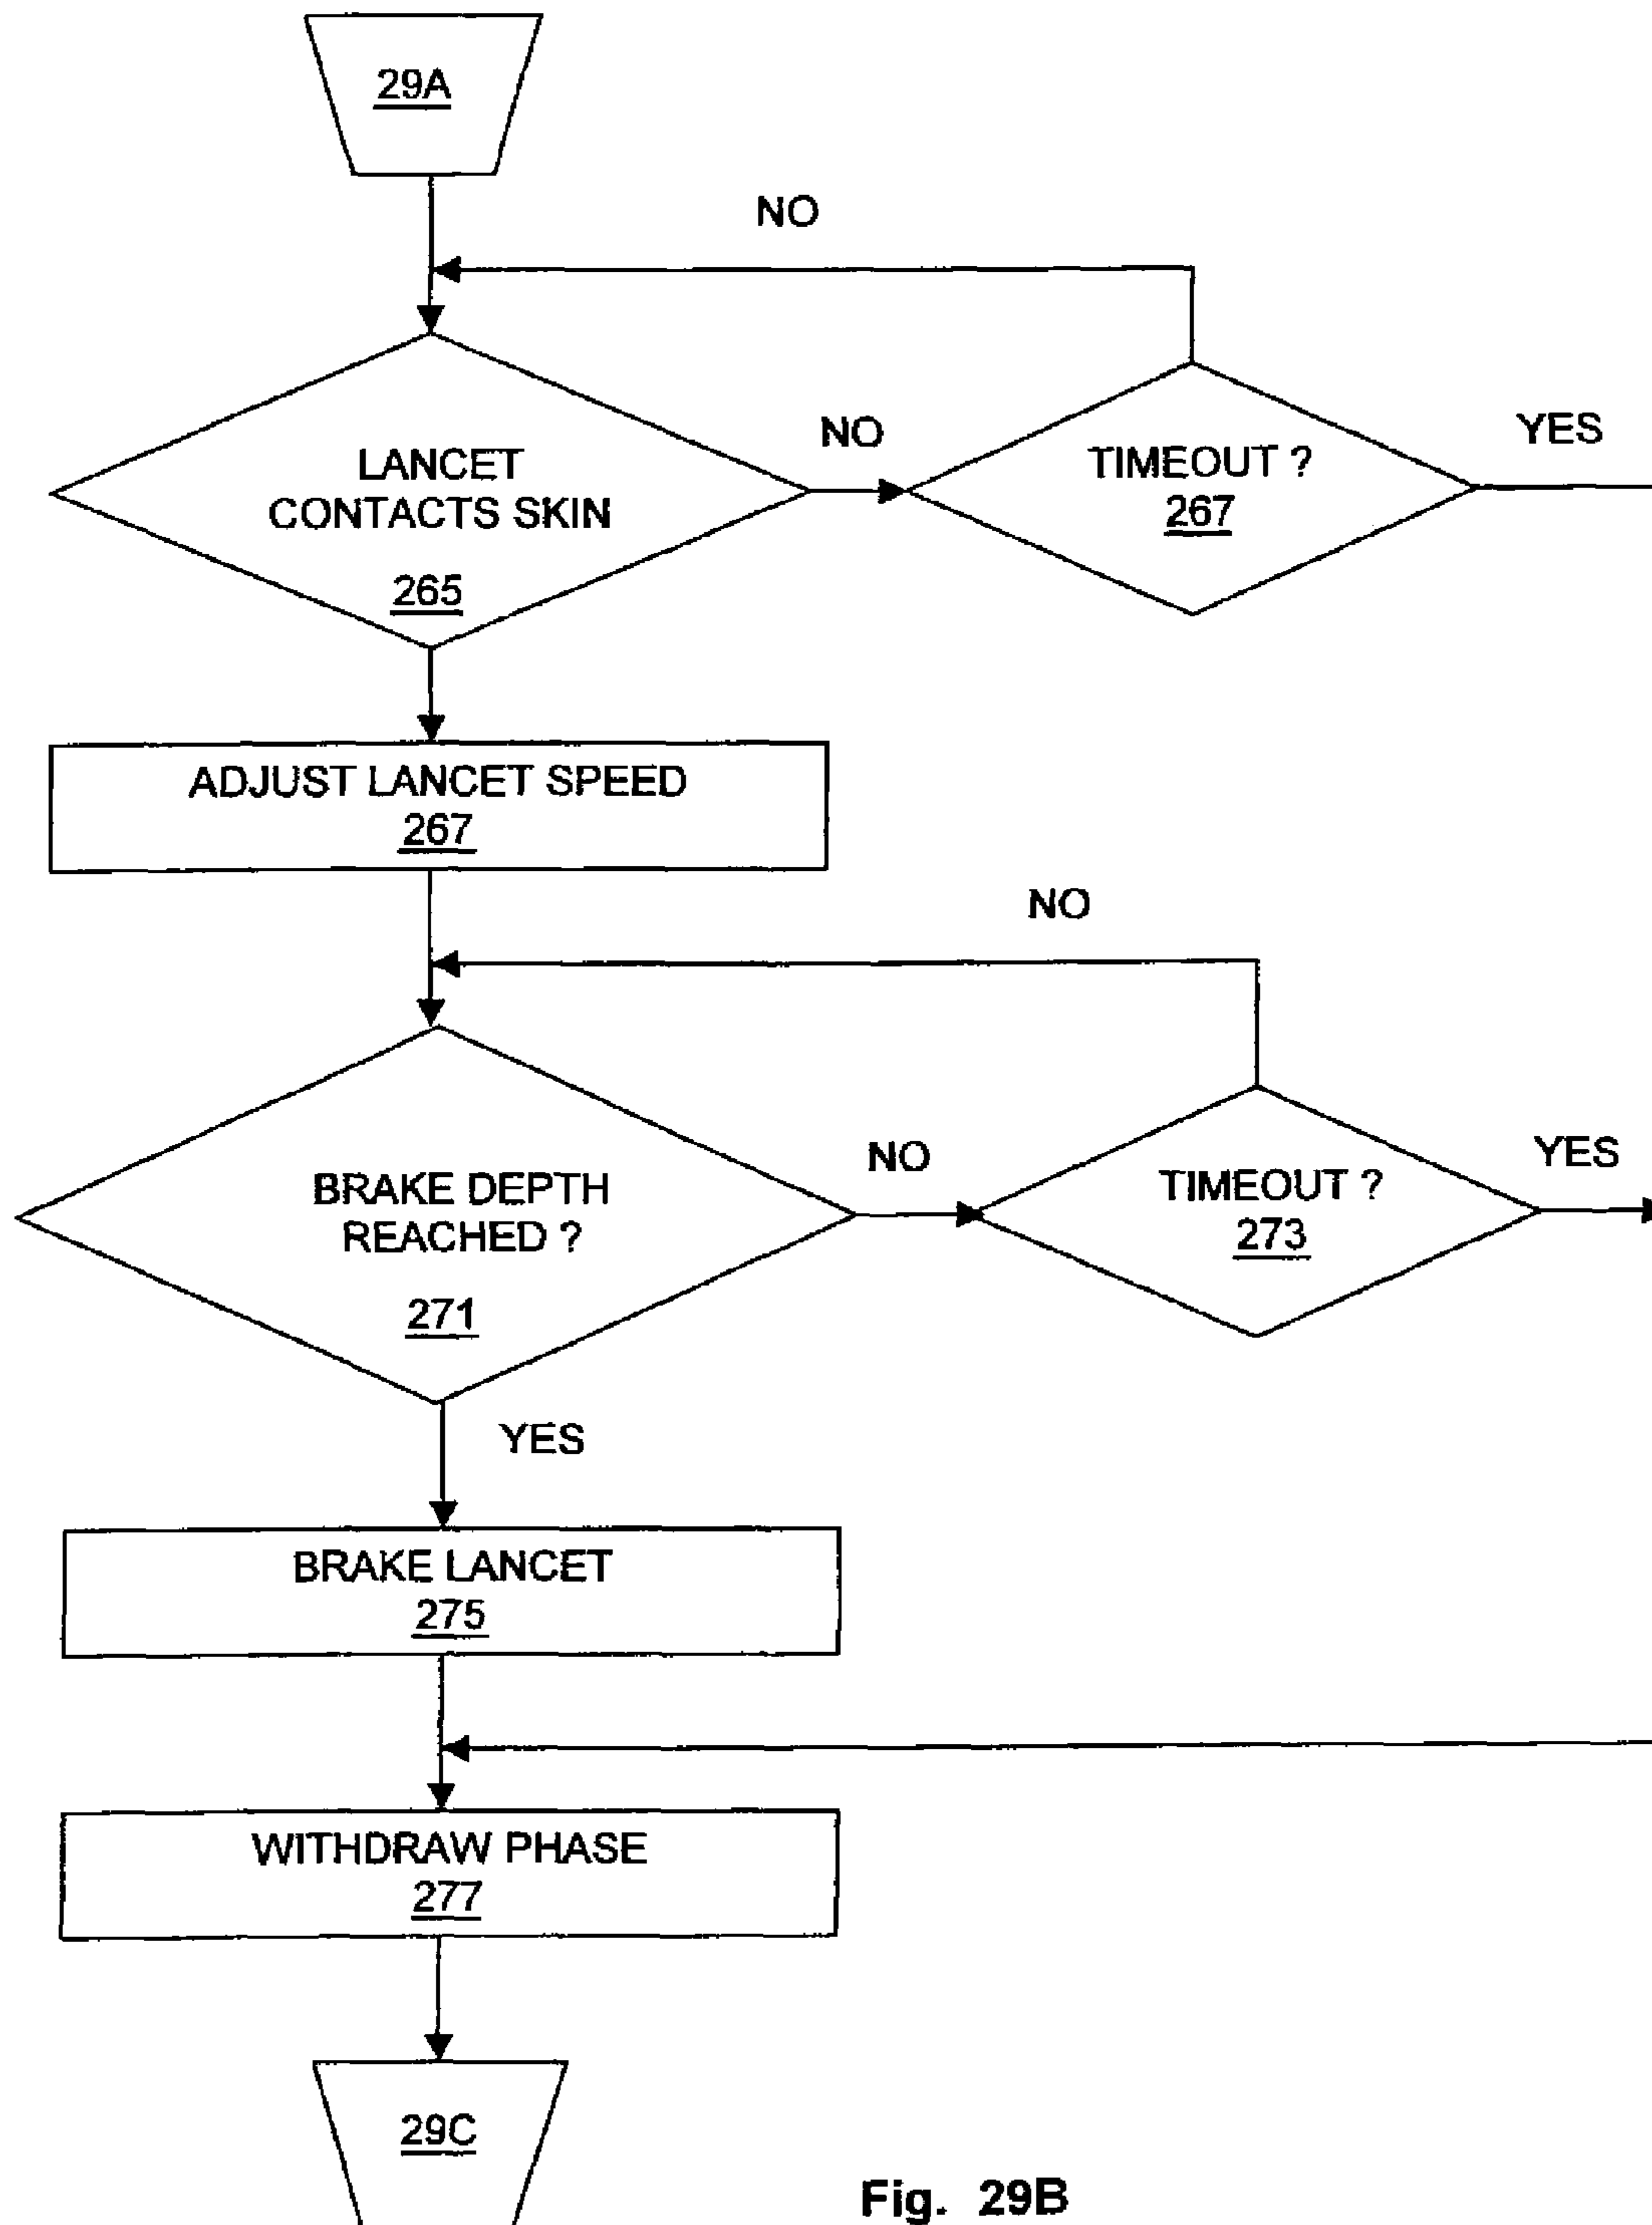 29A
NO
LANCET
CONTACTS SKIN
265
NO
TIMEOUT ?
267
YES
ADJUST LANCET SPEED
267
NO
BRAKE DEPTH
REACHED ?
271
NO
TIMEOUT ?
273
YES
YES
BRAKE LANCET
275
WITHDRAW PHASE
277
29C
Fig. 29B